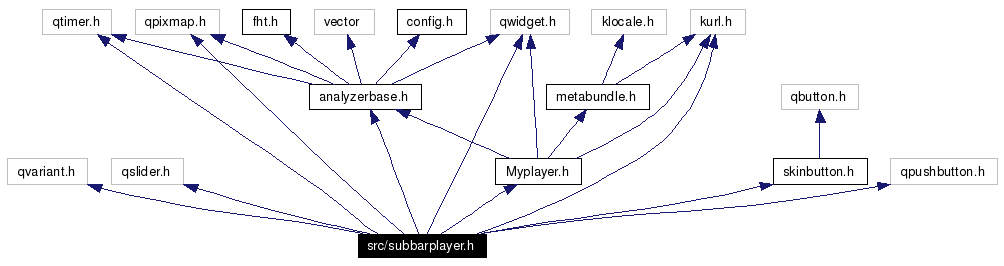 qtimer.h
qpixmap.h
fht.h
vector
config.h
qwidget.h
klocale.h
kurl.h
analyzerbase.h
metabundle.h
qbutton.h
qvariant.h
qslider.h
Myplayer.h
skinbutton.h
qpushbutton.h
src/subbarplayer.h